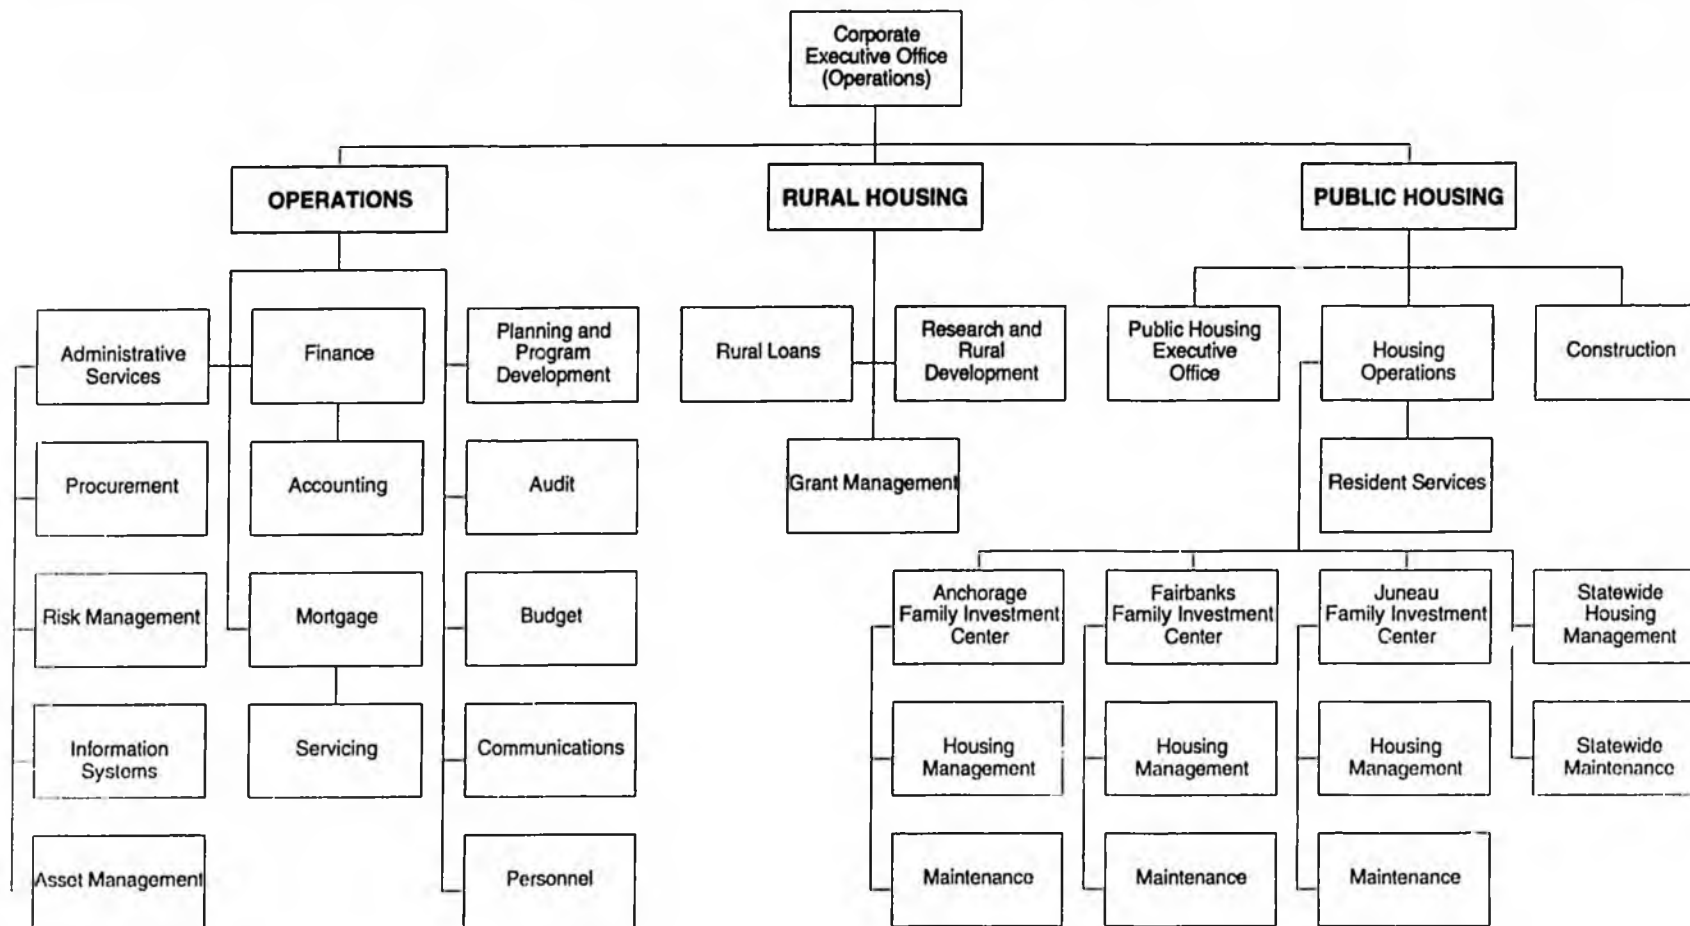 Corporate
Executive Office
(Operations)
OPERATIONS
RURAL HOUSING
PUBLIC HOUSING
Administrative
Services
Finance
Planning and
Program
Development
Rural Loans
Research and
Rural
Development
Public Housing
Executive
Office
Housing
Operations
Construction
Procurement
Accounting
Audit
Grant Management
Resident Services
Risk Management
Mortgage
Budget
Anchorage
Family Investment
Center
Fairbanks
Family Investment
Center
Juneau
Family Investment
Center
Statewide
Housing
Management
Information
Systems
Servicing
Communications
Housing
Management
Housing
Management
Housing
Management
Statewide
Maintenance
Asset Management
Personnel
Maintenance
Maintenance
Maintenance